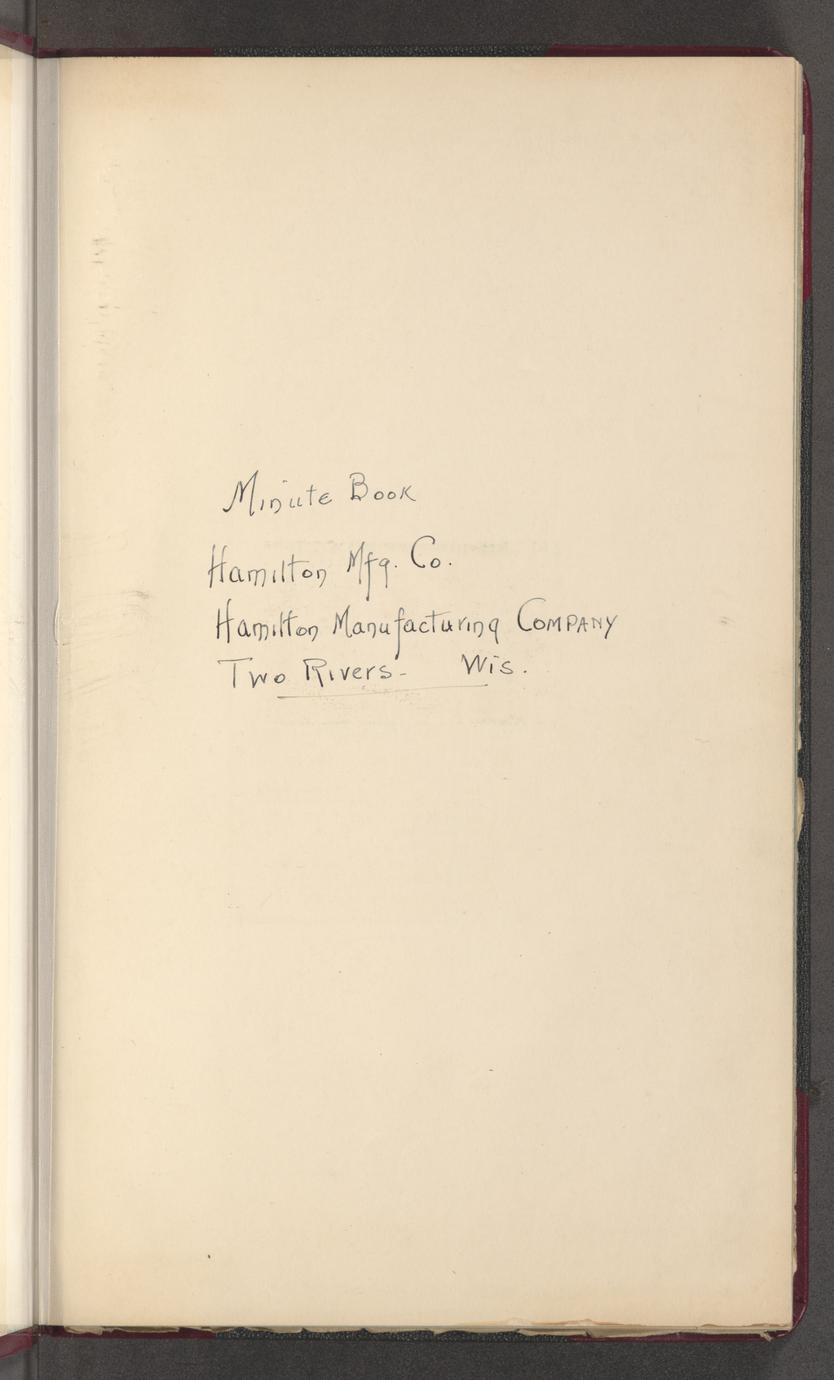 Minute Book
Hamilton Mfg. Co.
Hamilton Manufacturing Company
Two Rivers- Wis.